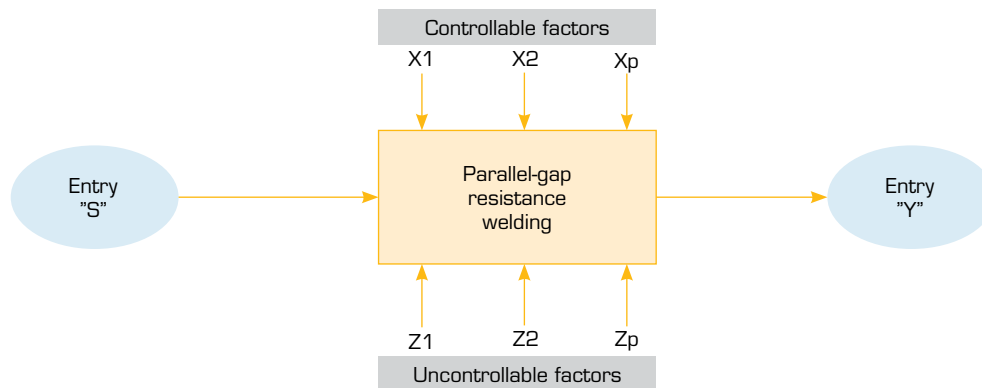 Controllable factors
X1 X2 Xp
Entry
”S”
Parallel-gap
resistance
welding
Entry
”Y”
Z1 Z2 Zp
Uncontrollable factors